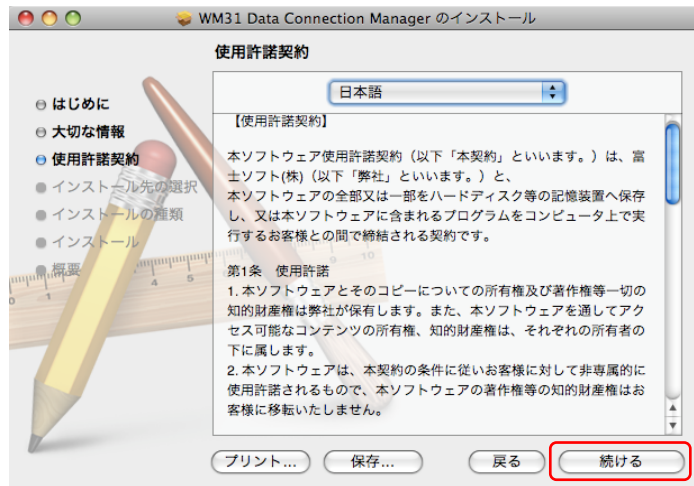 WM31 Data Connection Manager のインストール
使用許諾契約
はじめに
大切な情報
使用許諾契約
インストール先の選択
インストールの種類
インストール
概要
日本語
【使用許諾契約】
本ソフトウェア使用許諾契約(以下「本契約」といいます。)は、富
士ソフト(株)(以下「弊社」といいます。)と、
本ソフトウェアの全部又は一部をハードディスク等の記憶装置へ保存
し、又は本ソフトウェアに含まれるプログラムをコンピュータ上で実
行するお客様との間で締結される契約です。
第1条 使用許諾
1. 本ソフトウェアとそのコピーについての所有権及び著作権等一切の
知的財産権は弊社が保有します。また、本ソフトウェアを通してアク
セス可能なコンテンツの所有権、知的財産権は、それぞれの所有者の
下に属します。
2. 本ソフトウェアは、本契約の条件に従いお客様に対して非専属的に
使用許諾されるもので、本ソフトウェアの著作権等の知的財産権はお
客様に移転いたしません。
0 1 4 5 9 10
プリント... 保存... 戻る 続ける